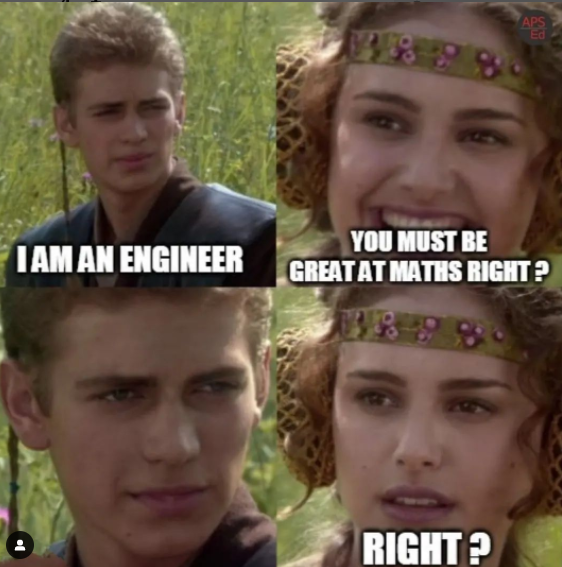 APS
Ed
I AM AN ENGINEER
YOU MUST BE
GREAT AT MATHS RIGHT ?
RIGHT ?